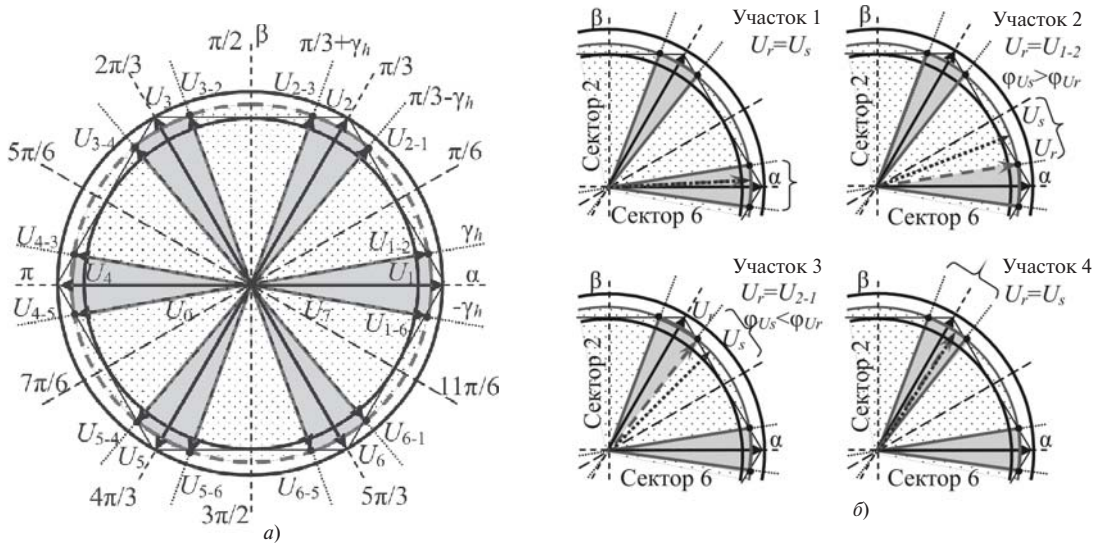 β
π/2
π/3+γh
2π/3
π/3
U3-2
U2-3
U3
U2
π/3-γh
U3-4
U2-1
5π/6
π/6
U4-3
U1-2
γh
π
U4
U1
α
U4-5
U0
U7
U1-6
-γh
7π/6
11π/6
U5-4
U6-1
U5
U6
U5-6
U6-5
4π/3
5π/3
3π/2
а)
β
Участок 1
Ur=Us
Сектор 2
α
Сектор 6
β
Участок 2
Ur=U1-2
φUs>φUr
Us
Ur
Сектор 2
α
Сектор 6
β
Участок 3
Ur=U2-1
φUs<φUr
Ur
Us
Сектор 2
α
Сектор 6
β
Участок 4
Ur=Us
Сектор 2
α
Сектор 6
б)